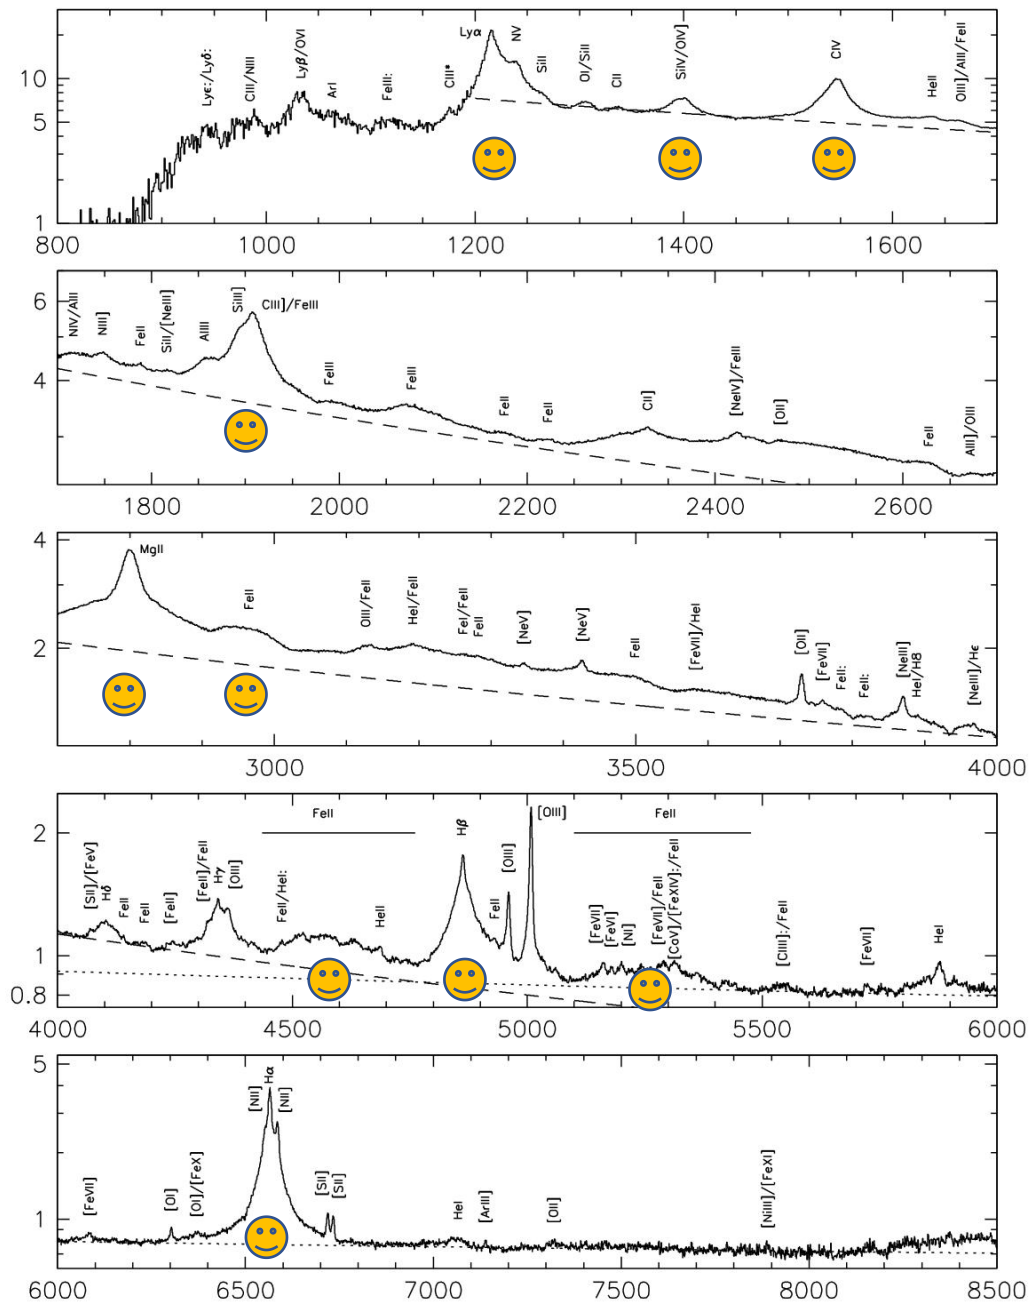 Lyε:/Lyδ:
CIII/NIII
Lyβ/OVI
ArI
FeIII:
CIII*
Lyα
NV
SiII
OI/SiII
CII
SiIV/OIV]
CIV
HeII
OIII]/AlII/FeII
10
5
1
800 1000 1200 1400 1600
NIV/AlII
NIII]
FeII
SiII/[NeIII]
AlIII
SiIII]
CIII]/FeIII
FeIII
FeIII
FeII
FeII
CII]
[NeIV]/FeIII
[OII]
FeII
AlII]/OIII
6
4
1800 2000 2200 2400 2600
MgII
FeII
OIII/FeII
HeI/FeII
FeI/FeII
FeII
[NeV]
[NeV]
FeII
[FeVII]/HeI
[OII]
[FeVII]
FeII:
FeII:
[NeIII]
HeI/H8
[NeIII]/Hε
4
2
3000 3500 4000
[SII]/[FeV]
Hδ
FeII
FeII
[FeII]
[FeII]/FeII
Hγ
[OIII]
FeII
FeII/HeI:
HeII
Hβ
FeII
[OIII]
[OIII]
FeII
[FeVII]
[FeVI]
[NI]
[FeVII]/FeII
[CaV]/[FeXIV]:/FeII
[ClIII]:/FeII
[FeVII]
HeI
2
1
0.8
4000 4500 5000 5500 6000
[FeVII]
[OI]
[OI]/[FeX]
[NII]
Hα
[NII]
[SII]
[SII]
HeI
[ArIII]
[OII]
[NiIII]/[FeXI]
5
1
6000 6500 7000 7500 8000 8500